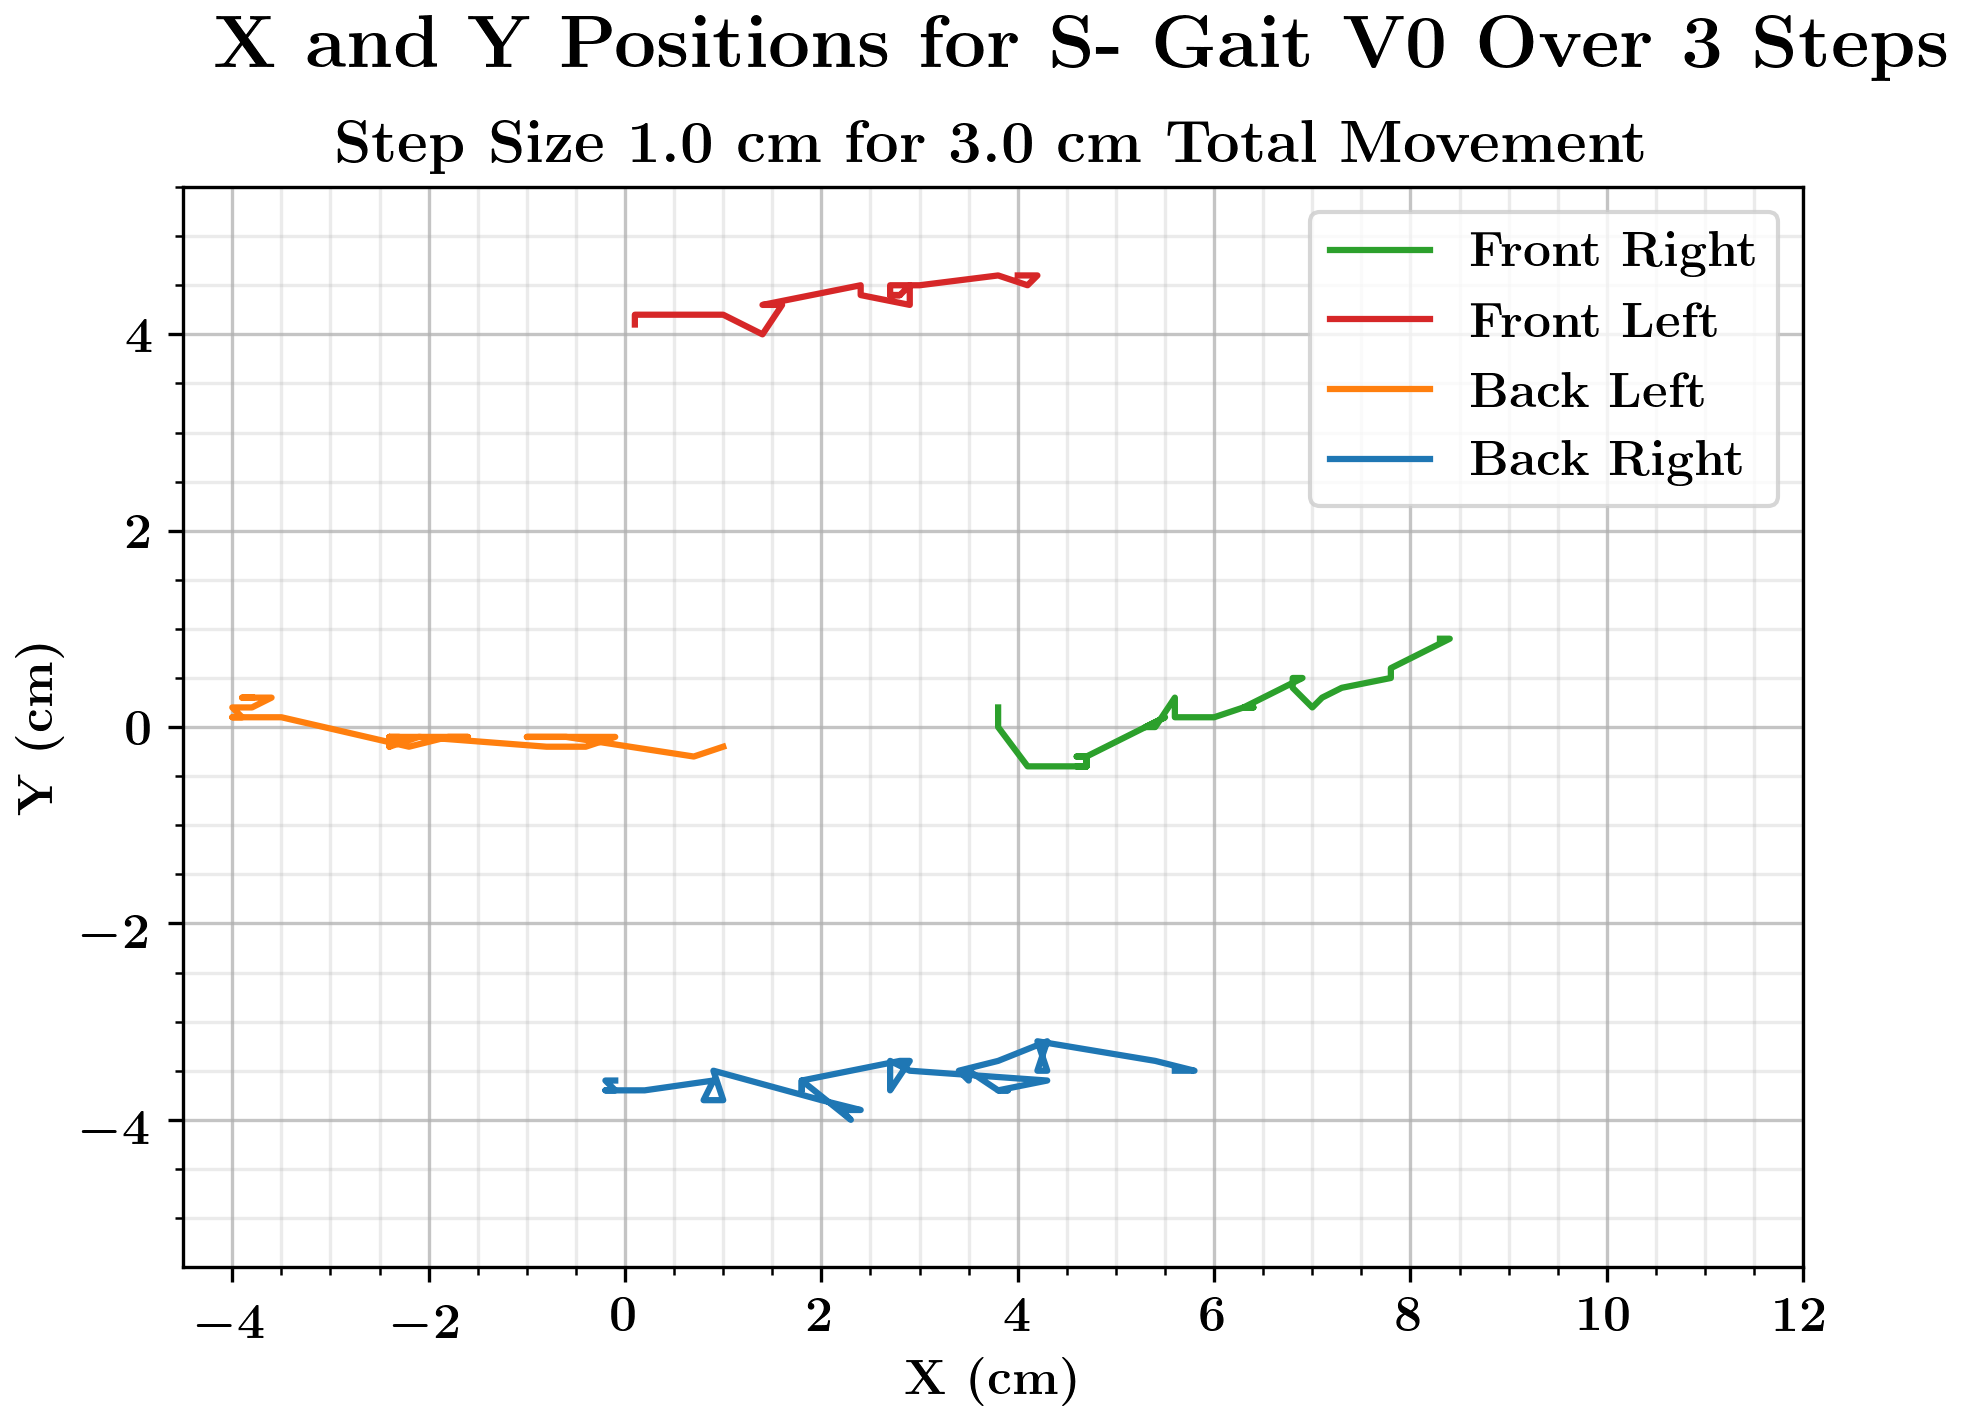 X and Y Positions for S- Gait V0 Over 3 Steps
Step Size 1.0 cm for 3.0 cm Total Movement
Front Right
Front Left
Back Left
Back Right
Y (cm)
4
2
0
−2
−4
−4 −2 0 2 4 6 8 10 12
X (cm)